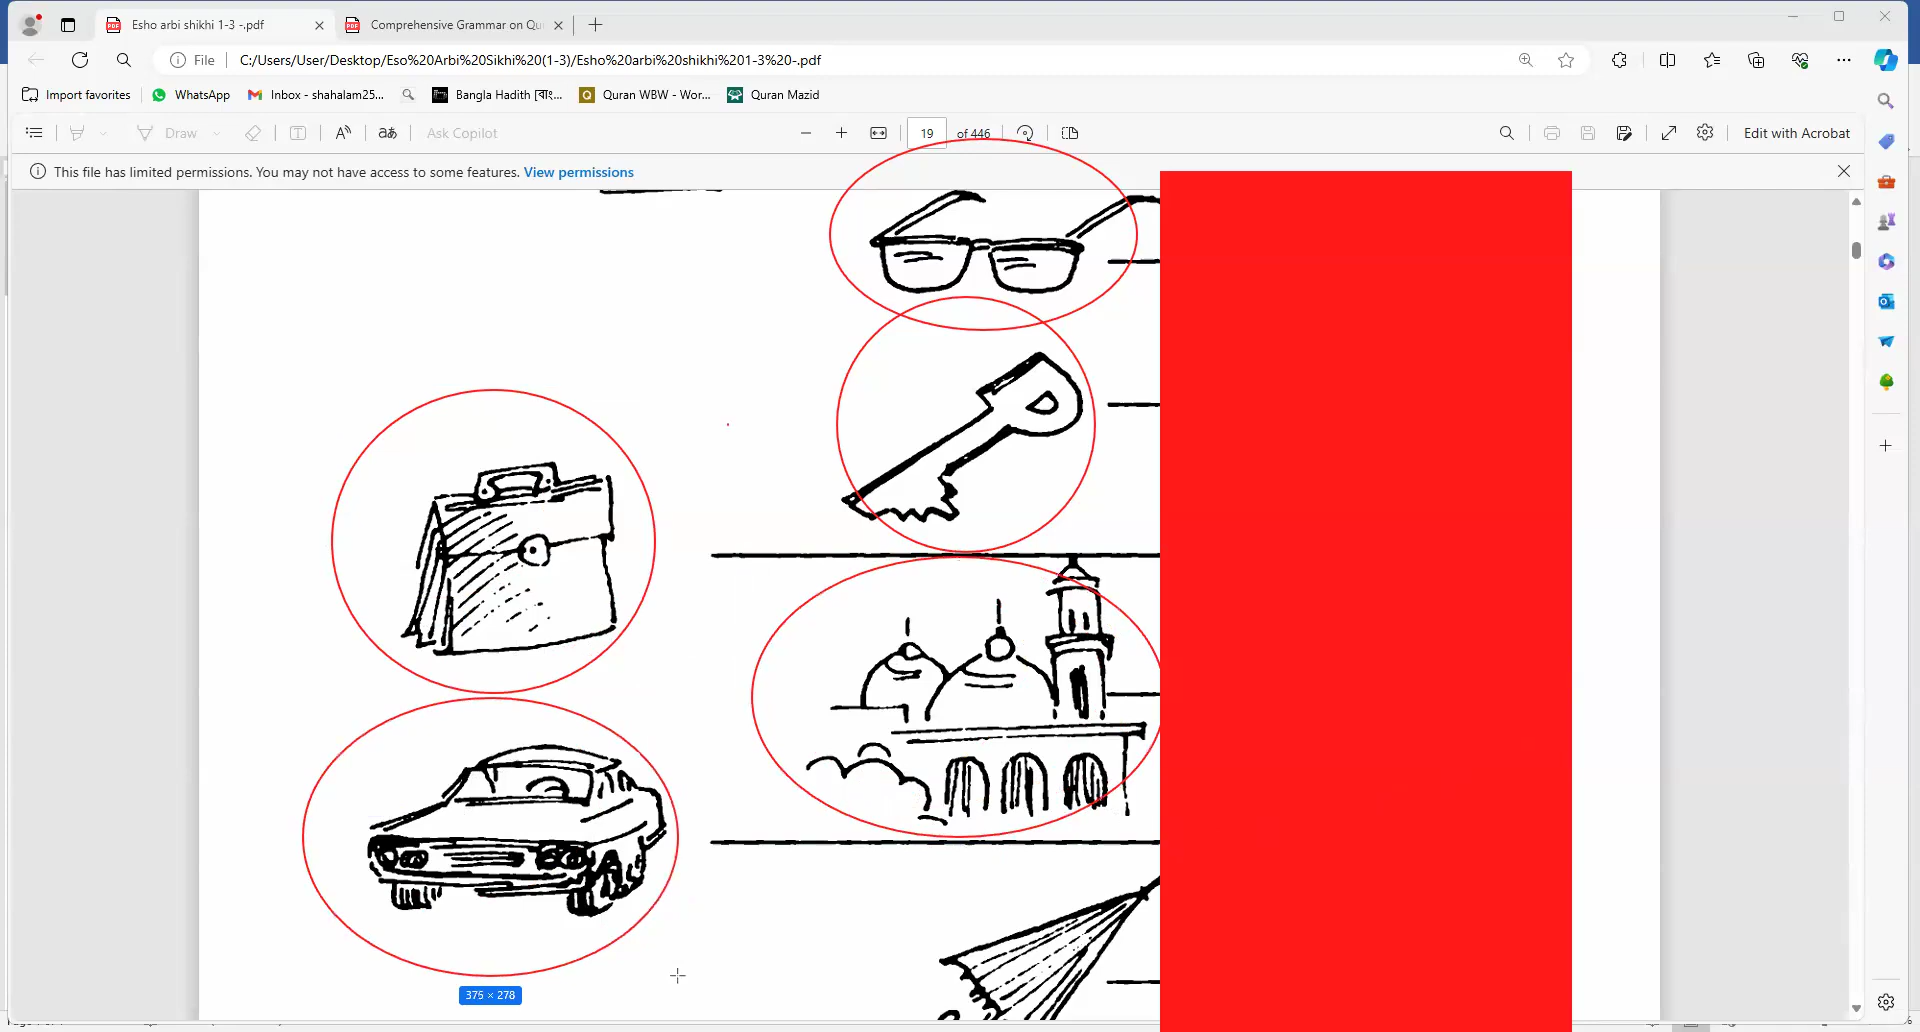 Esho arbi shikhi 1-3 -.pdf
Comprehensive Grammar on Qu
File
C:/Users/User/Desktop/Eso%20Arbi%20Sikhi%20(1-3)/Esho%20arbi%20shikhi%201-3%20-.pdf
Import favorites
WhatsApp
Inbox - shahalam25...
Bangla Hadith [বাং...
Quran WBW - Wor...
Quran Mazid
Draw
Ask Copilot
19 of 446
Edit with Acrobat
This file has limited permissions. You may not have access to some features. View permissions
375 × 278